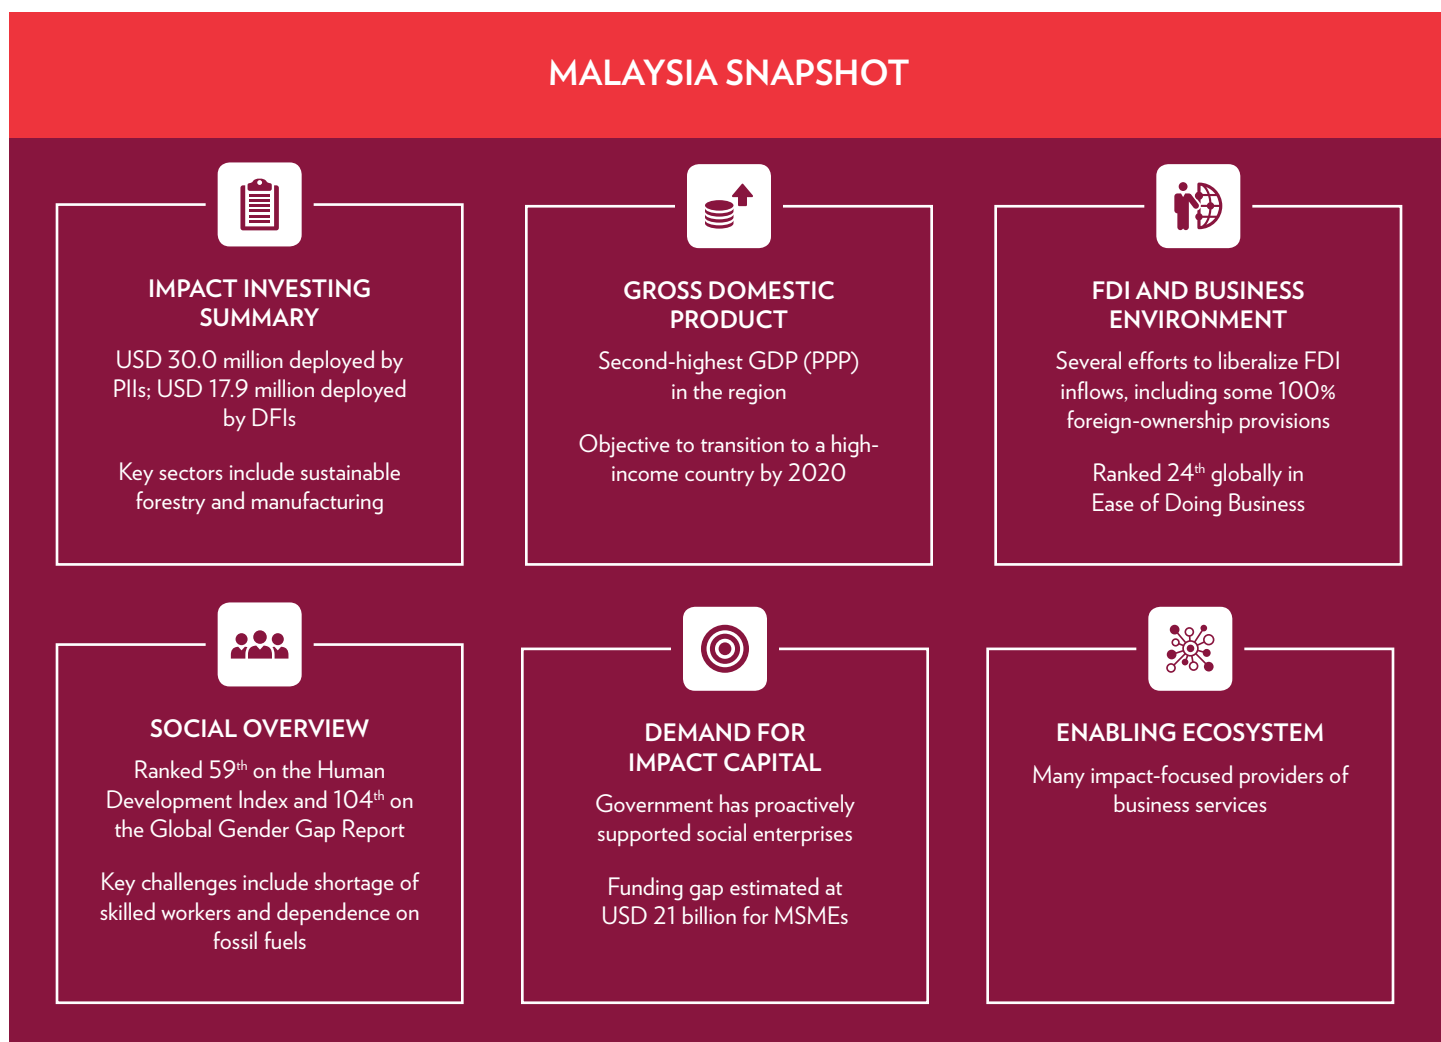 MALAYSIA SNAPSHOT
IMPACT INVESTING
SUMMARY
USD 30.0 million deployed by
PIIs; USD 17.9 million deployed
by DFIs
Key sectors include sustainable
forestry and manufacturing
GROSS DOMESTIC
PRODUCT
Second-highest GDP (PPP)
in the region
Objective to transition to a high-
income country by 2020
FDI AND BUSINESS
ENVIRONMENT
Several efforts to liberalize FDI
inflows, including some 100%
foreign-ownership provisions
Ranked 24th globally in
Ease of Doing Business
SOCIAL OVERVIEW
Ranked 59th on the Human
Development Index and 104th on
the Global Gender Gap Report
Key challenges include shortage of
skilled workers and dependence on
fossil fuels
DEMAND FOR
IMPACT CAPITAL
Government has proactively
supported social enterprises
Funding gap estimated at
USD 21 billion for MSMEs
ENABLING ECOSYSTEM
Many impact-focused providers of
business services